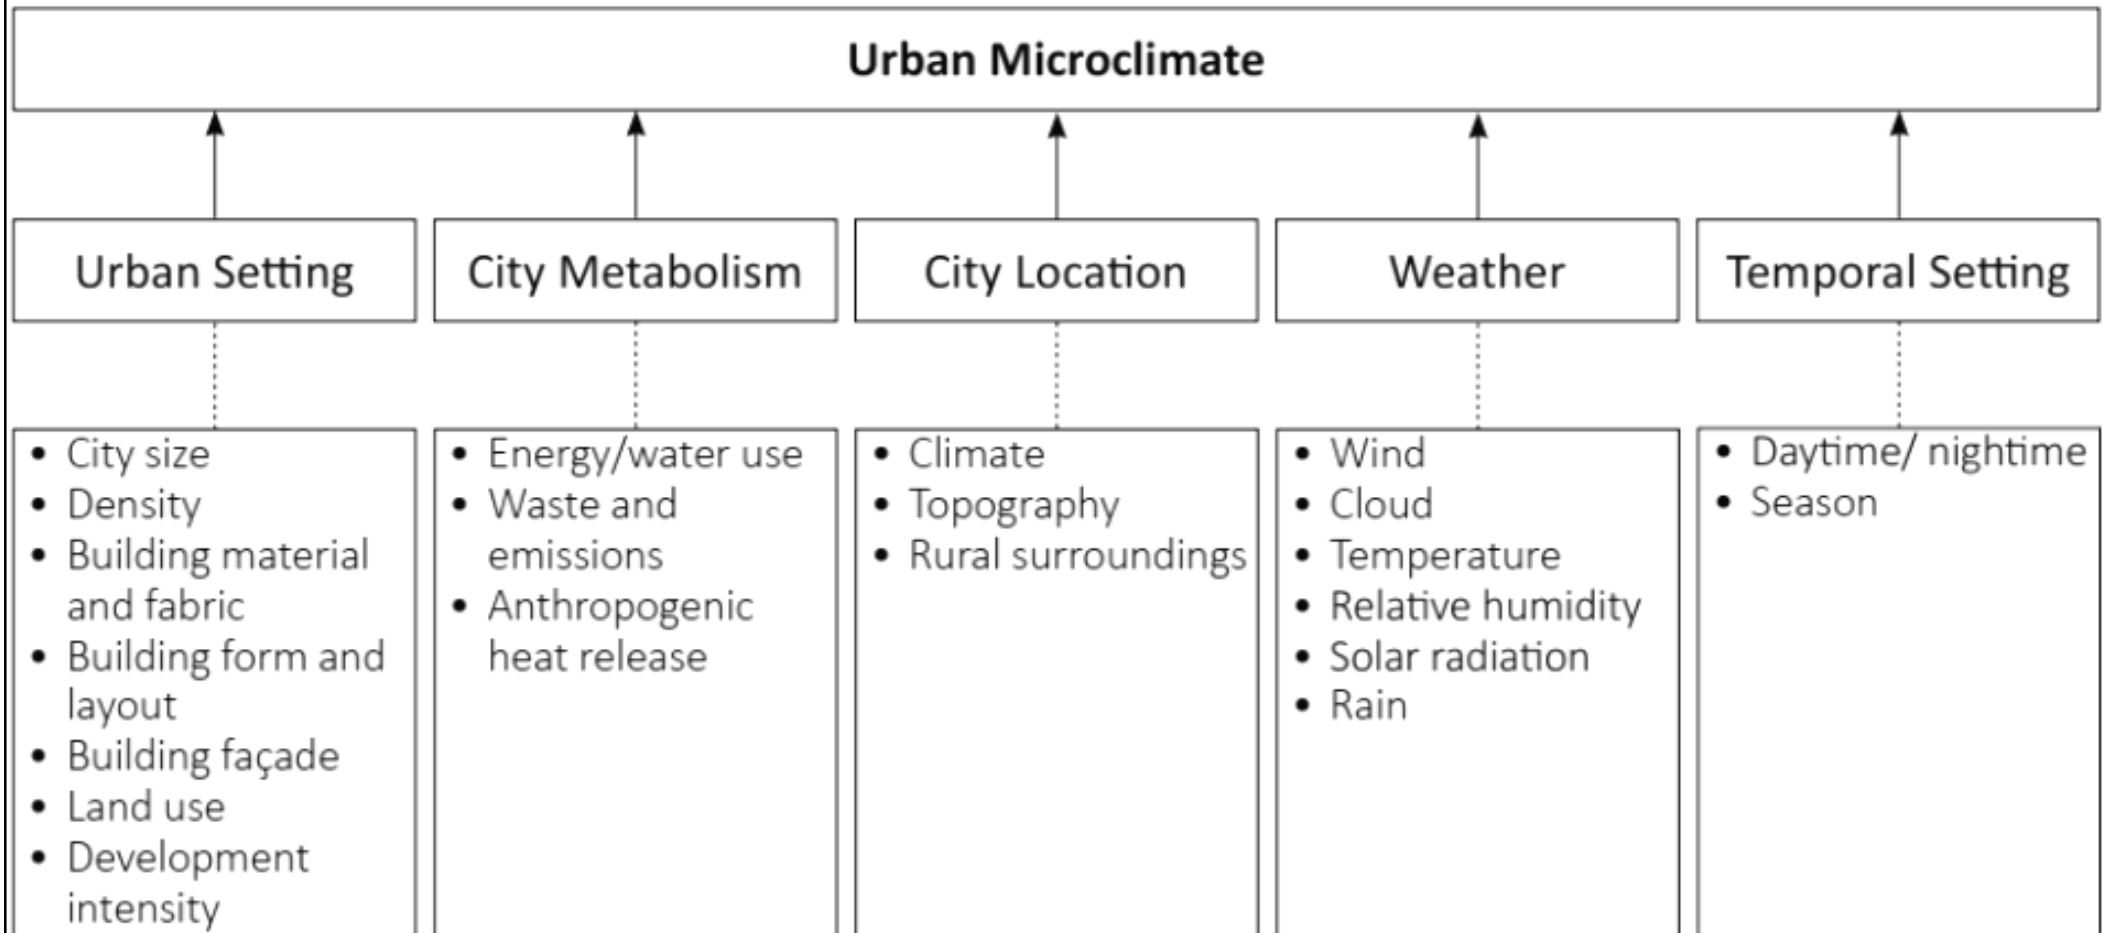 Urban Microclimate
Urban Setting
City Metabolism
City Location
Weather
Temporal Setting
• City size
• Density
• Building material
and fabric
• Building form and
layout
• Building façade
• Land use
• Development
intensity
• Energy/water use
• Waste and
emissions
• Anthropogenic
heat release
• Climate
• Topography
• Rural surroundings
• Wind
• Cloud
• Temperature
• Relative humidity
• Solar radiation
• Rain
• Daytime/ nightime
• Season